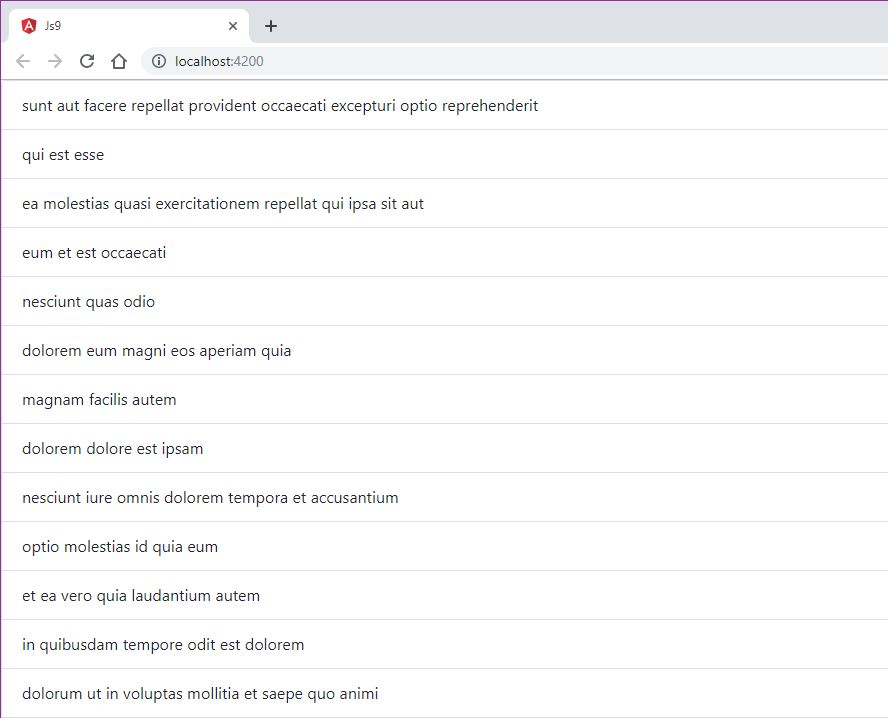 Js9
localhost:4200
sunt aut facere repellat provident occaecati excepturi optio reprehenderit
qui est esse
ea molestias quasi exercitationem repellat qui ipsa sit aut
eum et est occaecati
nesciunt quas odio
dolorem eum magni eos aperiam quia
magnam facilis autem
dolorem dolore est ipsam
nesciunt iure omnis dolorem tempora et accusantium
optio molestias id quia eum
et ea vero quia laudantium autem
in quibusdam tempore odit est dolorem
dolorum ut in voluptas mollitia et saepe quo animi